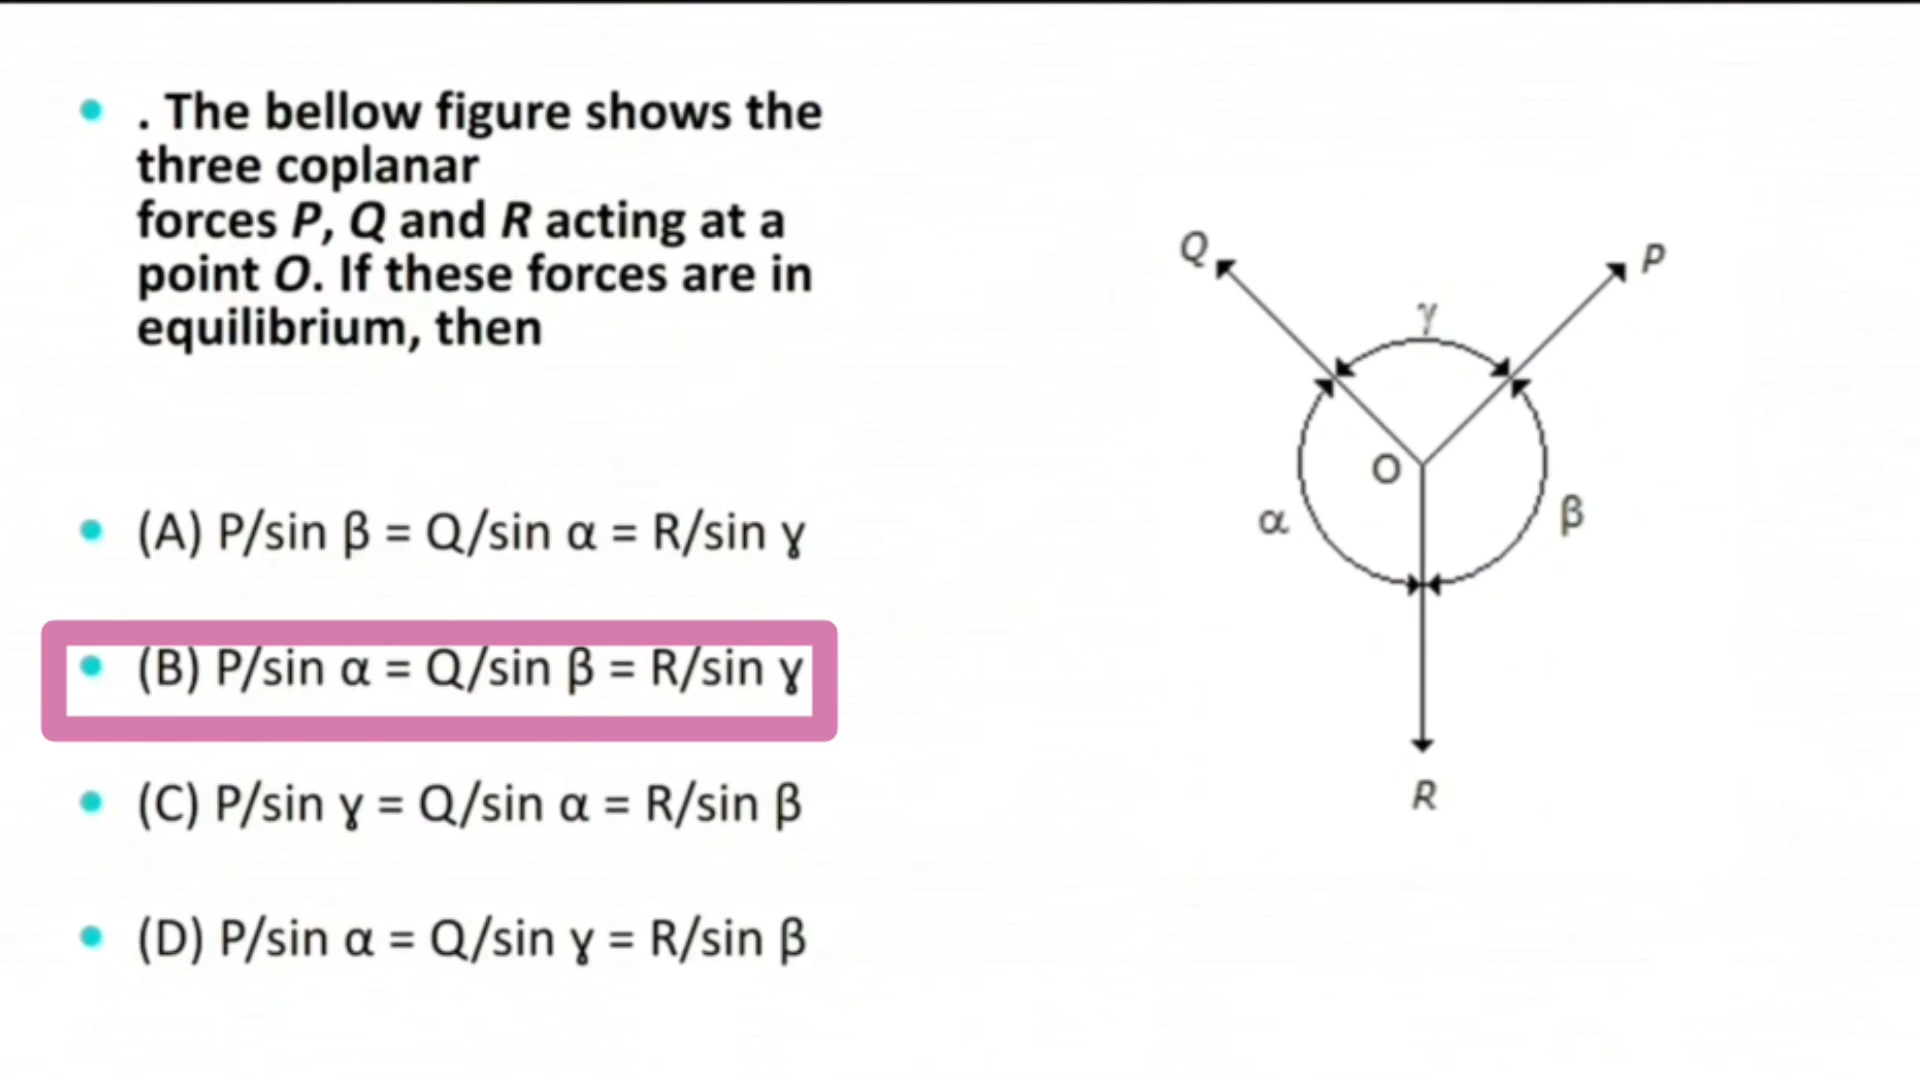 . The bellow figure shows the
three coplanar
forces P, Q and R acting at a
point O. If these forces are in
equilibrium, then
(A) P/sin β = Q/sin α = R/sin ɣ
(B) P/sin α = Q/sin β = R/sin ɣ
(C) P/sin ɣ = Q/sin α = R/sin β
(D) P/sin α = Q/sin ɣ = R/sin β
Q
P
γ
O
α
β
R